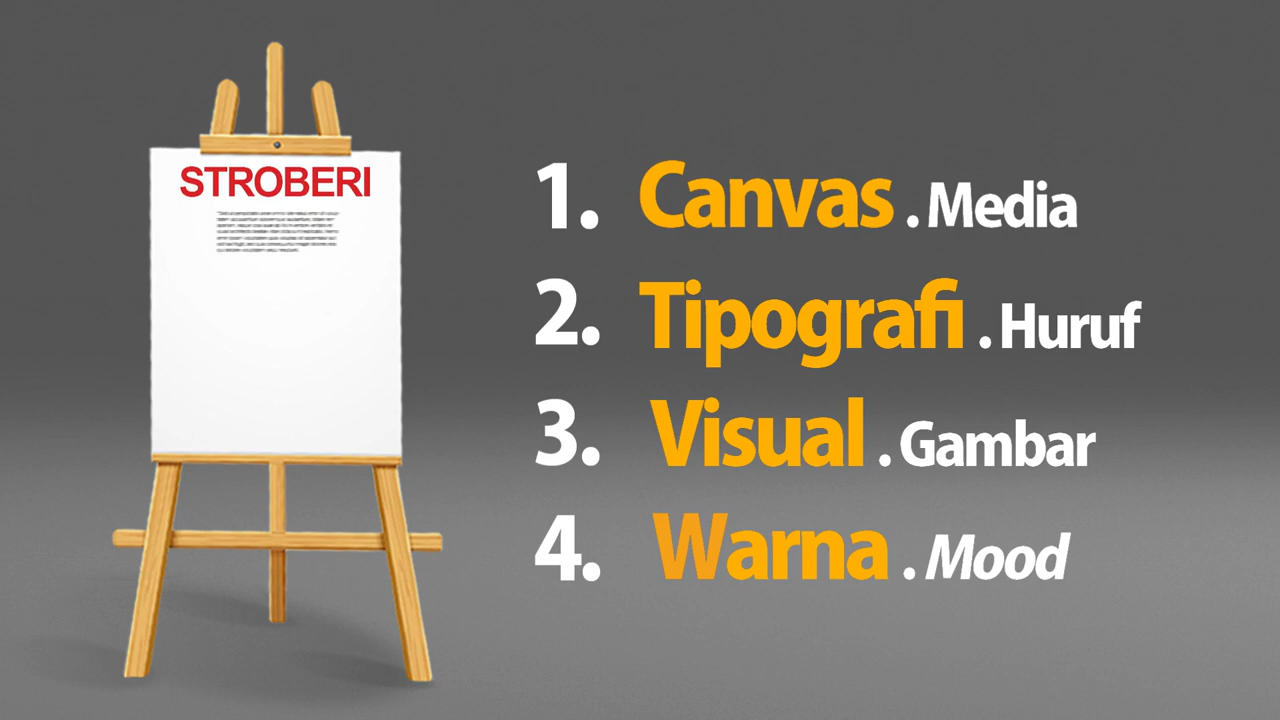 STROBERI
1. Canvas . Media
2. Tipografi . Huruf
3. Visual . Gambar
4. Warna . Mood